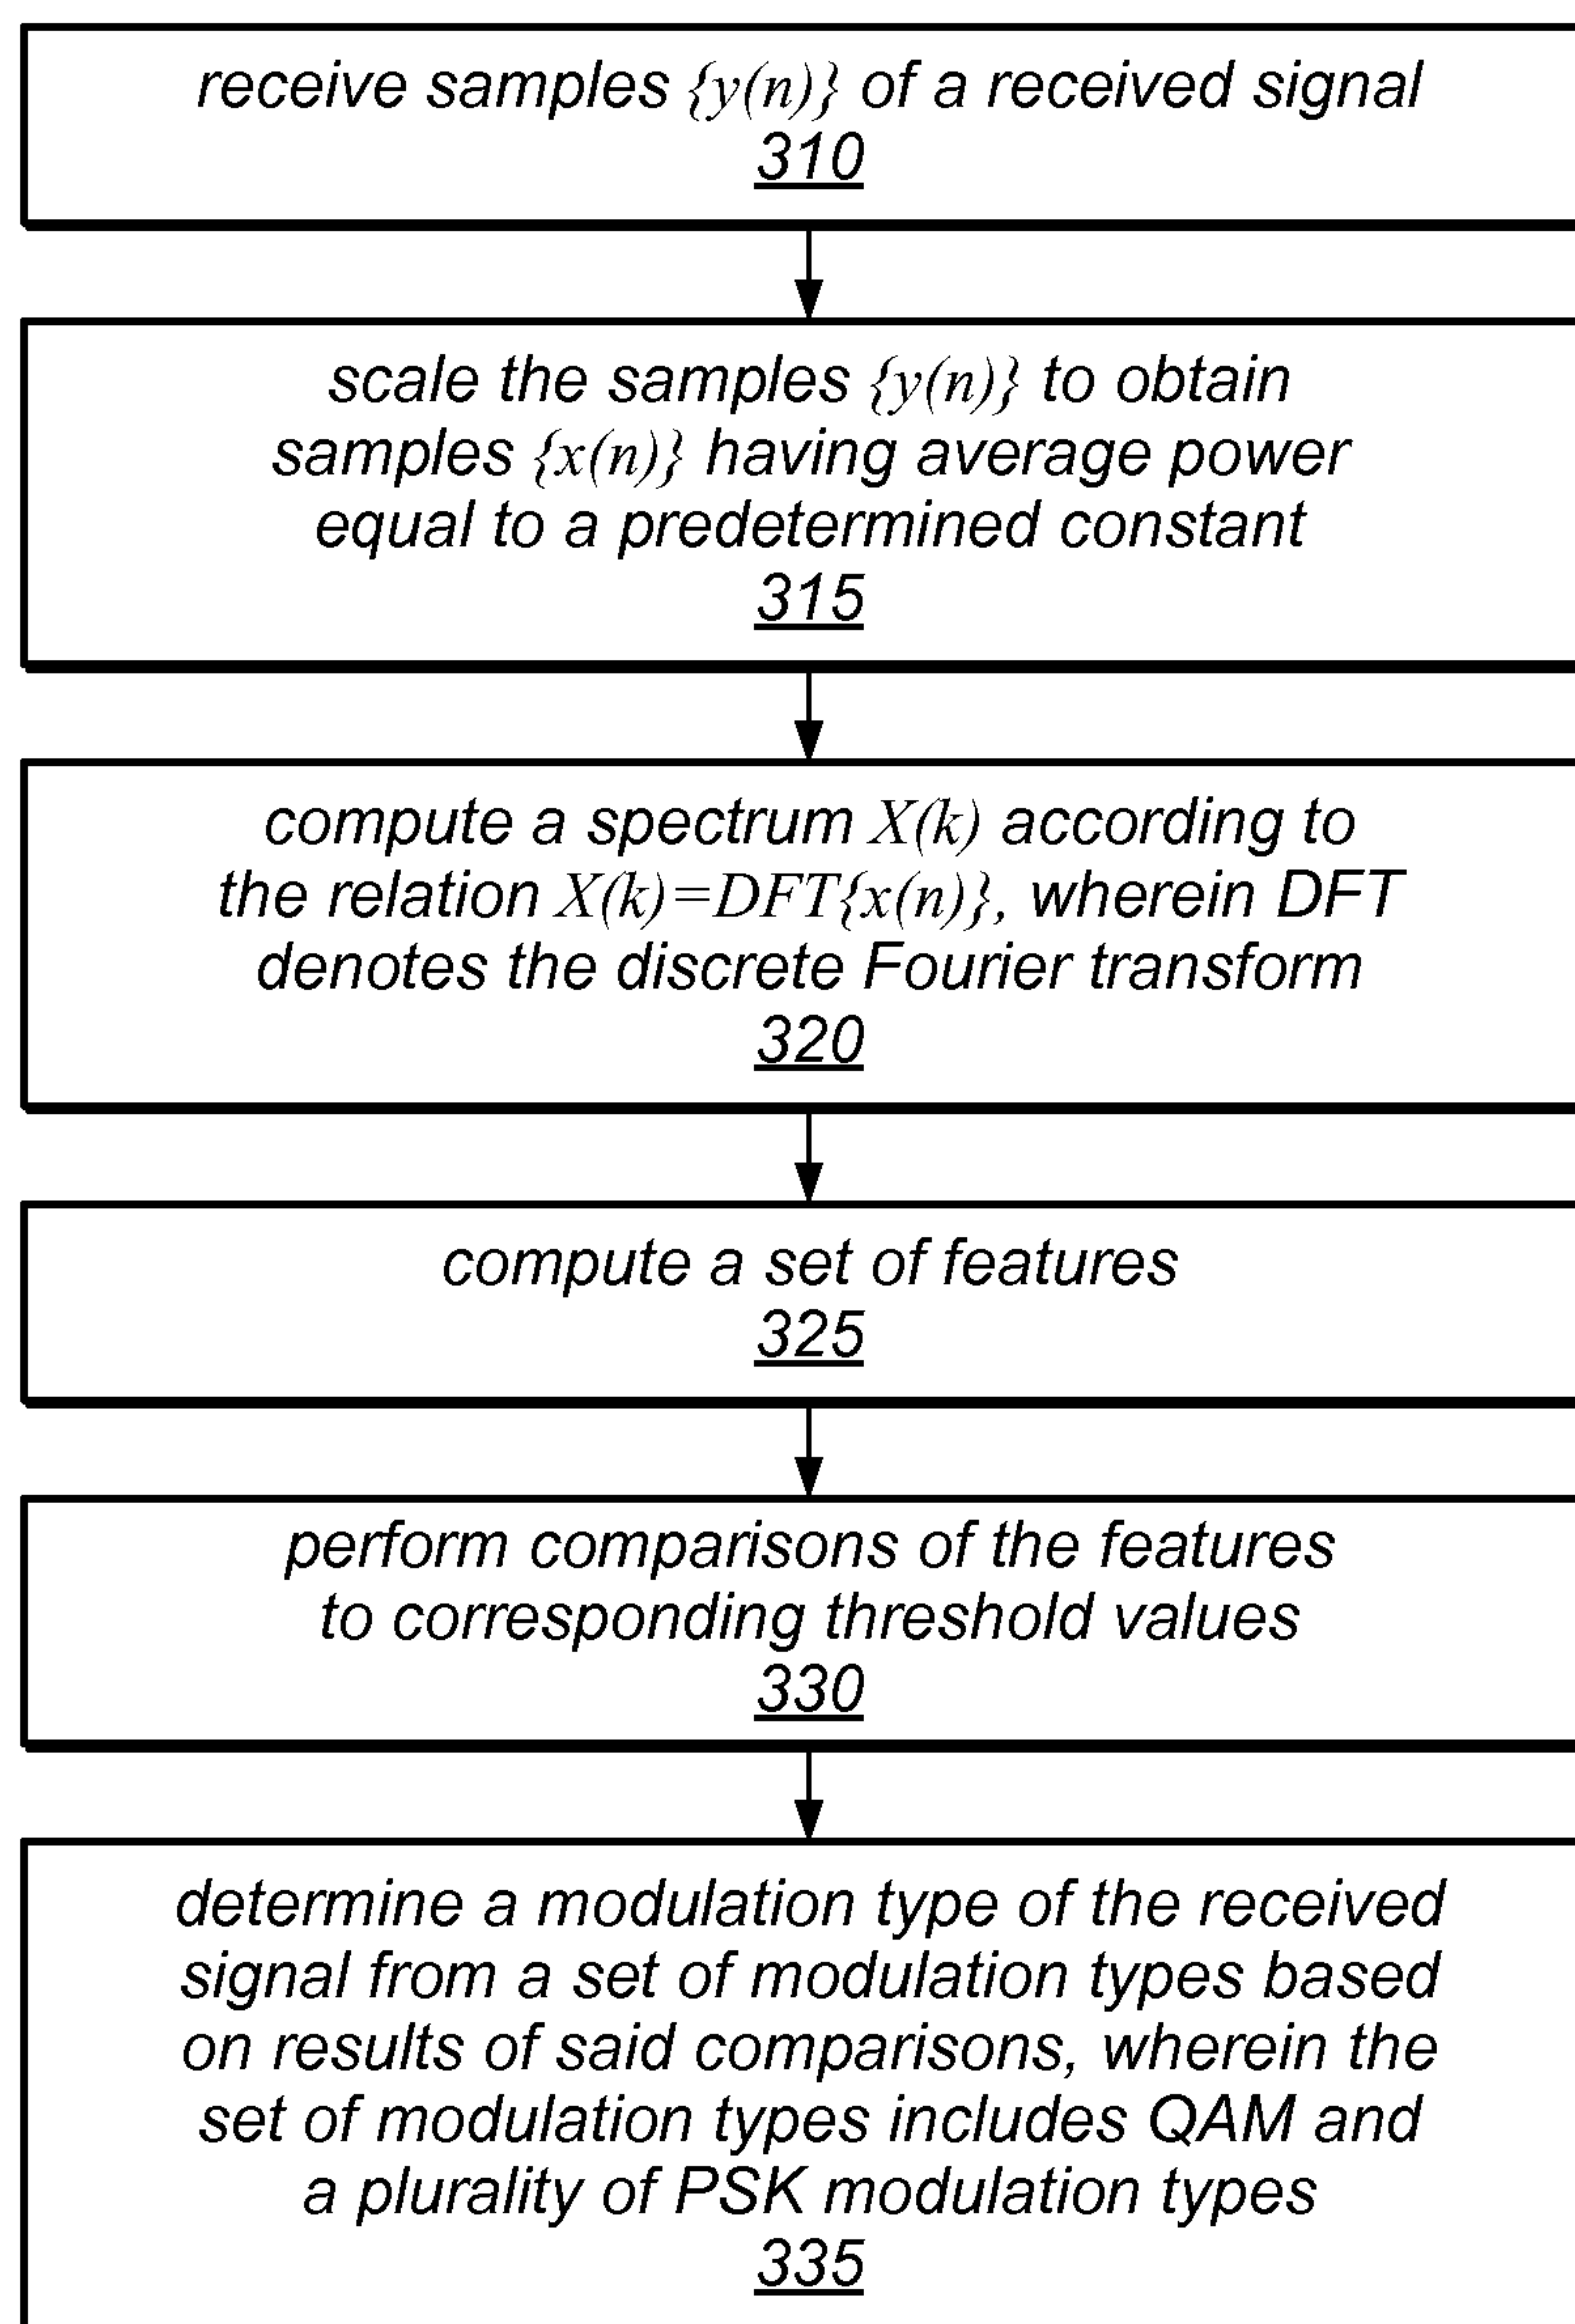 receive samples {y(n)} of a received signal
310
scale the samples {y(n)} to obtain
samples {x(n)} having average power
equal to a predetermined constant
315
compute a spectrum X(k) according to
the relation X(k)=DFT{x(n)}, wherein DFT
denotes the discrete Fourier transform
320
compute a set of features
325
perform comparisons of the features
to corresponding threshold values
330
determine a modulation type of the received
signal from a set of modulation types based
on results of said comparisons, wherein the
set of modulation types includes QAM and
a plurality of PSK modulation types
335